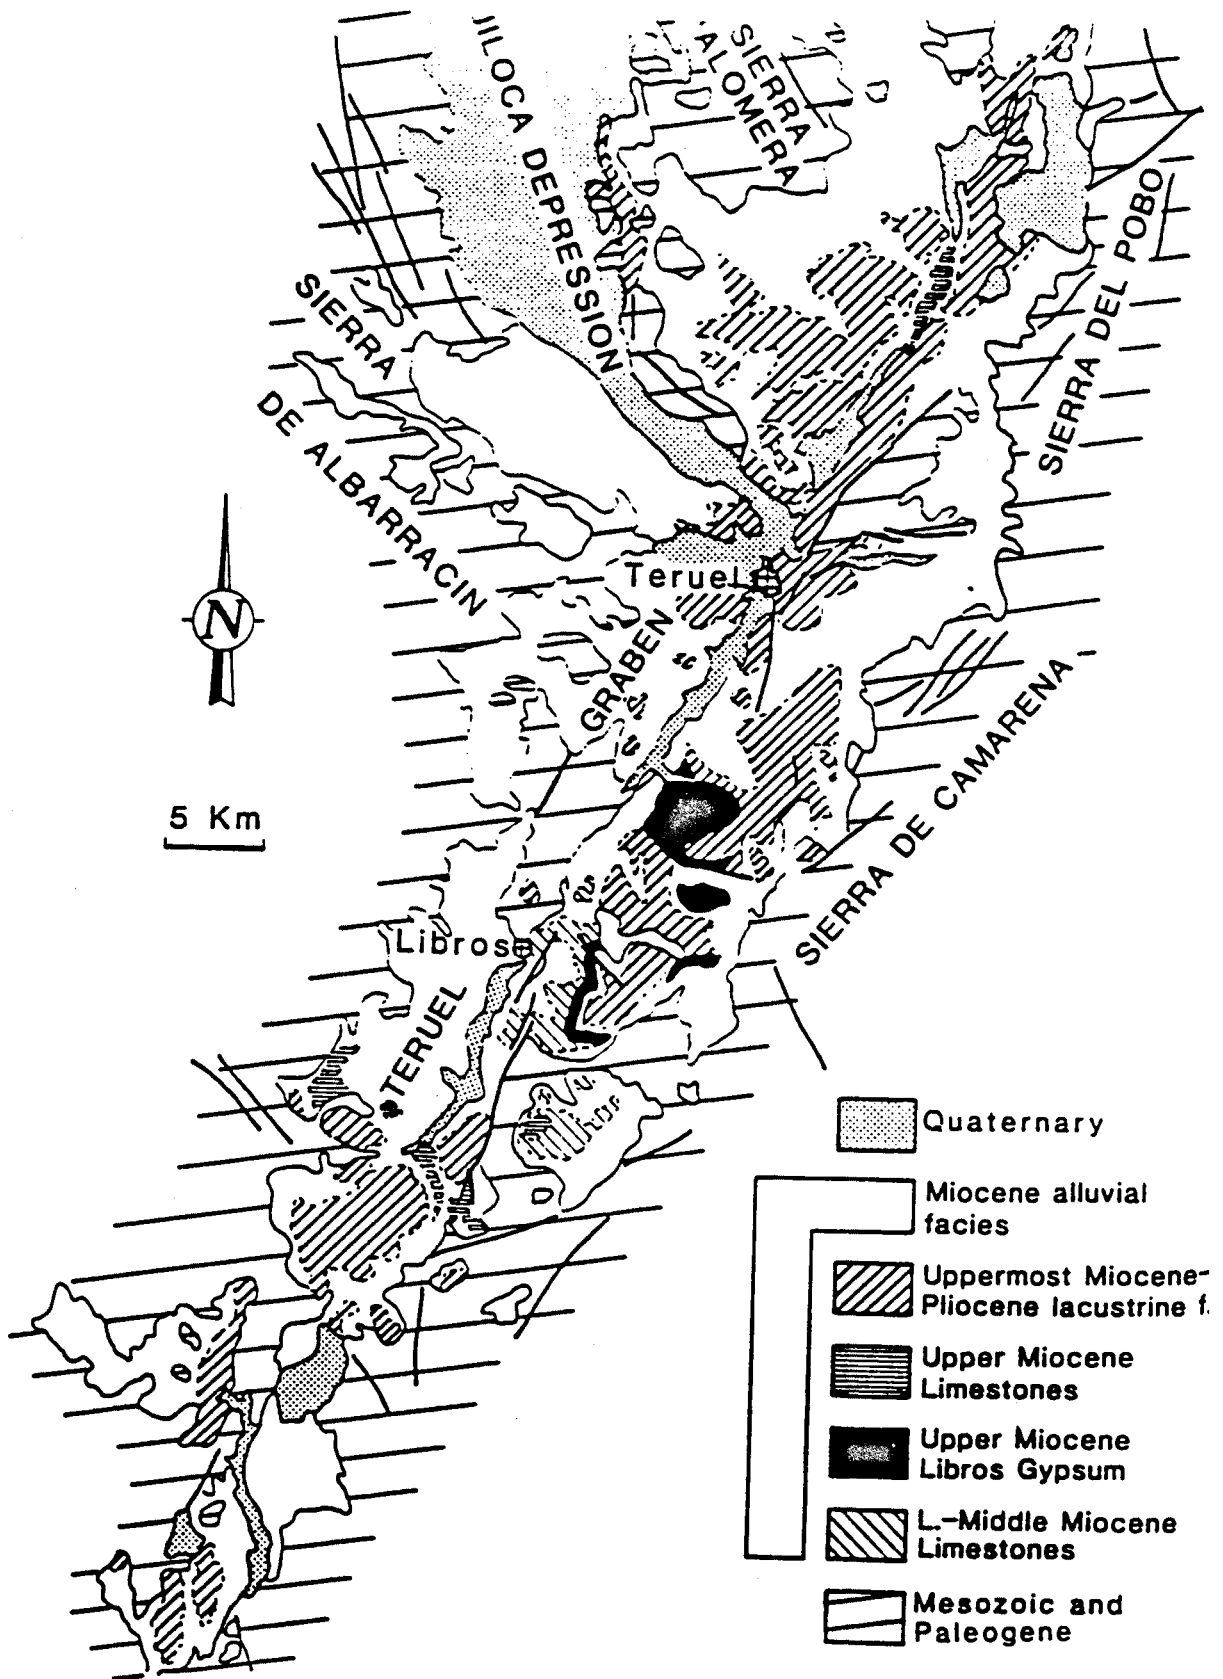 JILOCA DEPRESSION
SIERRA
PALOMERA
SIERRA DEL POBO
SIERRA
DE ALBARRACIN
Teruel
GRABEN
N
5 Km
SIERRA DE CAMARENA
Libros
TERUEL
Quaternary
Miocene alluvial
facies
Uppermost Miocene-
Pliocene lacustrine f.
Upper Miocene
Limestones
Upper Miocene
Libros Gypsum
L.-Middle Miocene
Limestones
Mesozoic and
Paleogene